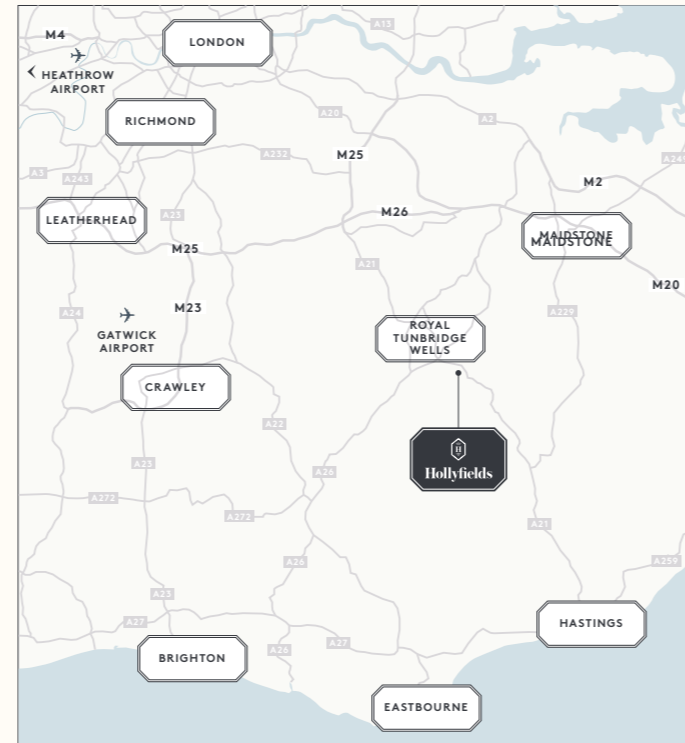 M4
LONDON
A13
HEATHROW
AIRPORT
RICHMOND
A20
A2
A232
M25
A3
A243
M2
LEATHERHEAD
A23
M26
MAIDSTONE
MAIDSTONE
M25
A21
M20
M23
A24
A229
GATWICK
AIRPORT
ROYAL
TUNBRIDGE
WELLS
CRAWLEY
H
Hollyfields
A22
A23
A26
A272
A272
A21
A26
A259
A23
A27
HASTINGS
A27
A26
BRIGHTON
EASTBOURNE